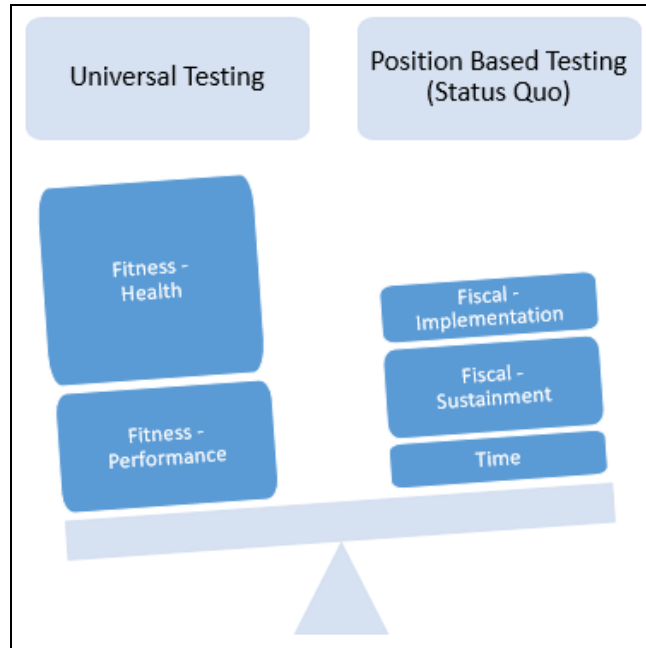 Universal Testing
Position Based Testing
(Status Quo)
Fitness -
Health
Fitness -
Performance
Fiscal -
Implementation
Fiscal -
Sustainment
Time